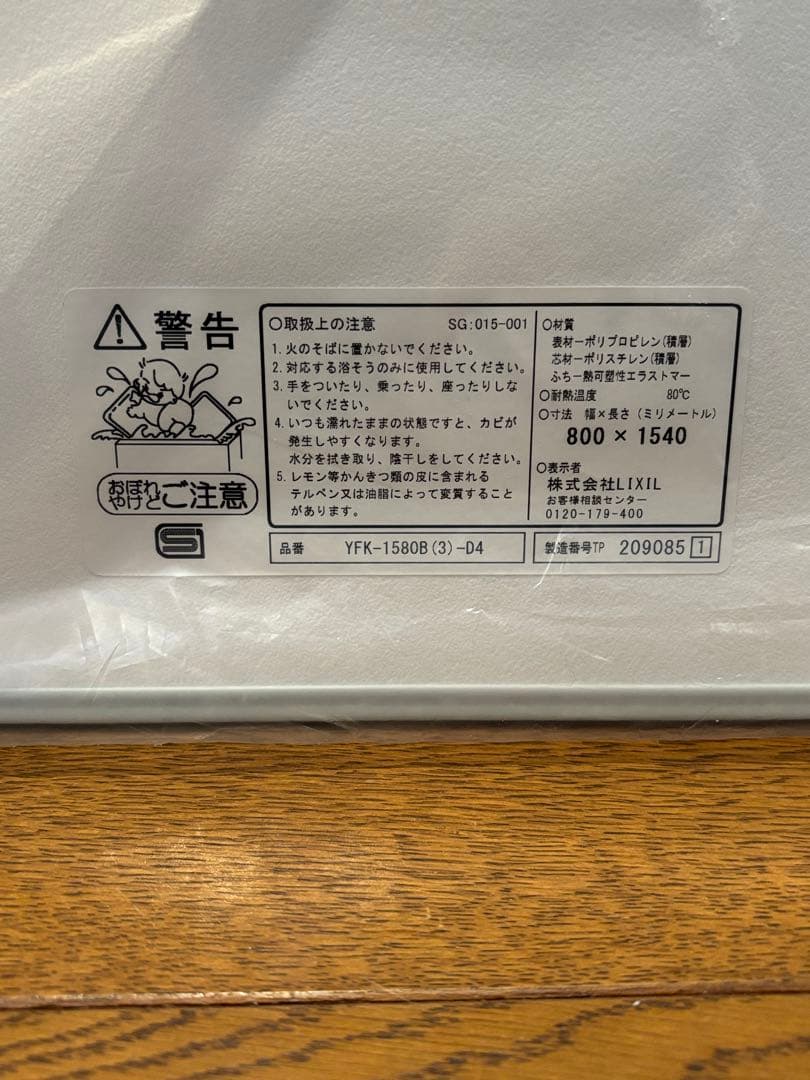 警告
おぼれ やけど ご注意
○取扱上の注意 SG:015-001
1. 火のそばに置かないでください。
2. 対応する浴そうのみに使用してください。
3. 手をついたり、乗ったり、座ったりしな
いでください。
4. いつも濡れたままの状態ですと、カビが
発生しやすくなります。
水分を拭き取り、陰干しをしてください。
5. レモン等かんきつ類の皮に含まれる
テルペン又は油脂によって変質すること
があります。
○材質
表材ーポリプロピレン(積層)
芯材ーポリスチレン(積層)
ふちー熱可塑性エラストマー
○耐熱温度 80℃
○寸法 幅×長さ(ミリメートル)
800 × 1540
○表示者
株式会社LIXIL
お客様相談センター
0120-179-400
品番 YFK-1580B(3)-D4
製造番号TP 209085 1